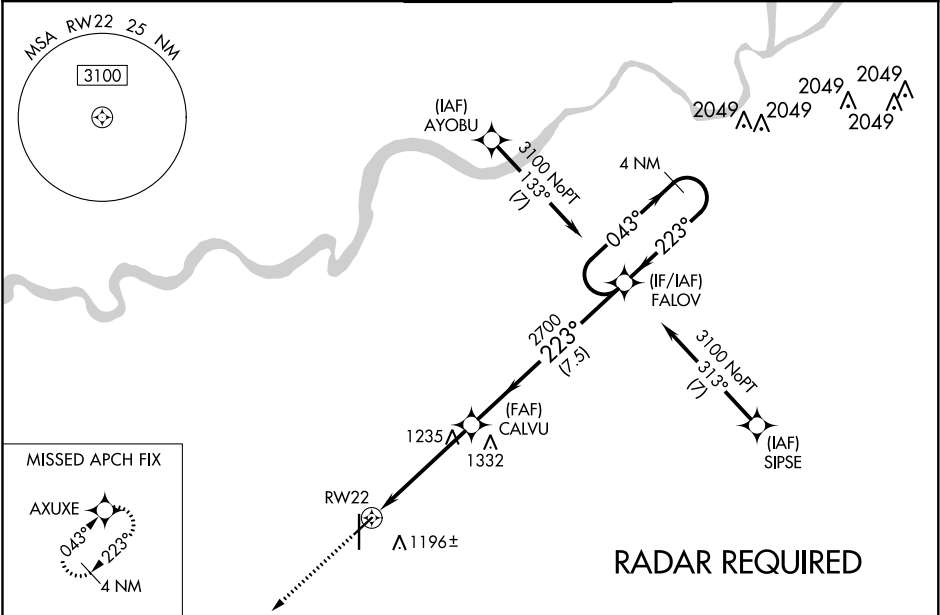 MSA RW22 25 NM
3100
(IAF)
AYOBU
3100 NoPT
133°
(7)
2049
2049
2049
2049
2049
4 NM
043°
223°
(IF/IAF)
FALOV
2700
223°
(7.5)
3100 NoPT
313°
(7)
(IAF)
SIPSE
(FAF)
CALVU
1235
1332
RW22
1196±
MISSED APCH FIX
AXUXE
043°
223°
4 NM
RADAR REQUIRED